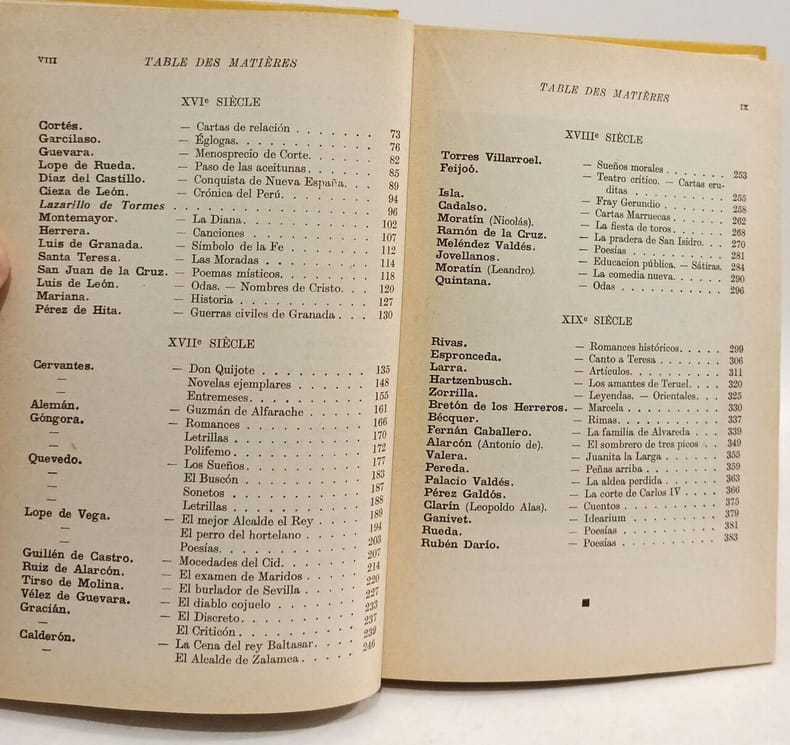 VIII
TABLE DES MATIÈRES
XVIe SIÈCLE
Cortés. — Cartas de relación . . . . . . 73
Garcilaso. — Églogas. . . . . . . . . 76
Guevara. — Menosprecio de Corte. . . . . . 82
Lope de Rueda. — Paso de las aceitunas . . . . . 85
Diaz del Castillo. — Conquista de Nueva España. . . . 89
Cieza de León. — Crónica del Perú. . . . . . . 94
Lazarillo de Tormes . . . . . . . . . . . . . . 96
Montemayor. — La Diana. . . . . . . . . 102
Herrera. — Canciones . . . . . . . . 107
Luis de Granada. — Símbolo de la Fe . . . . . . 112
Santa Teresa. — Las Moradas . . . . . . . 114
San Juan de la Cruz. — Poemas místicos. . . . . . . 118
Luis de León. — Odas. — Nombres de Cristo. . . 120
Mariana. — Historia . . . . . . . . . 127
Pérez de Hita. — Guerras civiles de Granada . . . 130
XVIIe SIÈCLE
Cervantes. — Don Quijote . . . . . . . . 135
— Novelas ejemplares . . . . . . 148
— Entremeses. . . . . . . . . 155
Alemán. — Guzmán de Alfarache . . . . . 161
Góngora. — Romances . . . . . . . . 166
— Letrillas . . . . . . . . . 170
— Polifemo . . . . . . . . . 172
Quevedo. — Los Sueños. . . . . . . . 177
— El Buscón . . . . . . . . 183
— Sonetos . . . . . . . . . 187
— Letrillas . . . . . . . . . 188
Lope de Vega. — El mejor Alcalde el Rey . . . . 189
— El perro del hortelano . . . . . 194
— Poesías. . . . . . . . . . 203
Guillén de Castro. — Mocedades del Cid. . . . . . 207
Ruiz de Alarcón. — El examen de Maridos . . . . . 214
Tirso de Molina. — El burlador de Sevilla . . . . . 220
Vélez de Guevara. — El diablo cojuelo . . . . . . 227
Gracián. — El Discreto. . . . . . . . 233
— El Criticón. . . . . . . . . 237
Calderón. — La Cena del rey Baltasar. . . . 239
— El Alcalde de Zalamea. . . . . 246
TABLE DES MATIÈRES
IX
XVIIIe SIÈCLE
Torres Villarroel. — Sueños morales . . . . . . . 253
Feijoó. — Teatro crítico. — Cartas eru-
ditas . . . . . . . . . . 255
Isla. — Fray Gerundio . . . . . . . 258
Cadalso. — Cartas Marruecas . . . . . . 262
Moratín (Nicolás). — La fiesta de toros. . . . . . 268
Ramón de la Cruz. — La pradera de San Isidro. . . 270
Meléndez Valdés. — Poesías . . . . . . . . . 281
Jovellanos. — Educacion pública. — Sátiras. 284
Moratín (Leandro). — La comedia nueva. . . . . . 290
Quintana. — Odas . . . . . . . . . . 296
XIXe SIÈCLE
Rivas. — Romances históricos. . . . . 299
Espronceda. — Canto a Teresa . . . . . . 306
Larra. — Artículos. . . . . . . . . 311
Hartzenbusch. — Los amantes de Teruel. . . . 320
Zorrilla. — Leyendas. — Orientales. . . . 325
Bretón de los Herreros. — Marcela . . . . . . . . 330
Bécquer. — Rimas. . . . . . . . . . 337
Fernán Caballero. — La familia de Alvareda . . . 339
Alarcón (Antonio de). — El sombrero de tres picos . . . 349
Valera. — Juanita la Larga . . . . . . 355
Pereda. — Peñas arriba . . . . . . . 359
Palacio Valdés. — La aldea perdida . . . . . 363
Pérez Galdós. — La corte de Carlos IV . . . . 366
Clarín (Leopoldo Alas). — Cuentos . . . . . . . . 375
Ganivet. — Idearium . . . . . . . . 379
Rueda. — Poesías . . . . . . . . . 381
Rubén Darío. — Poesías . . . . . . . . . 383